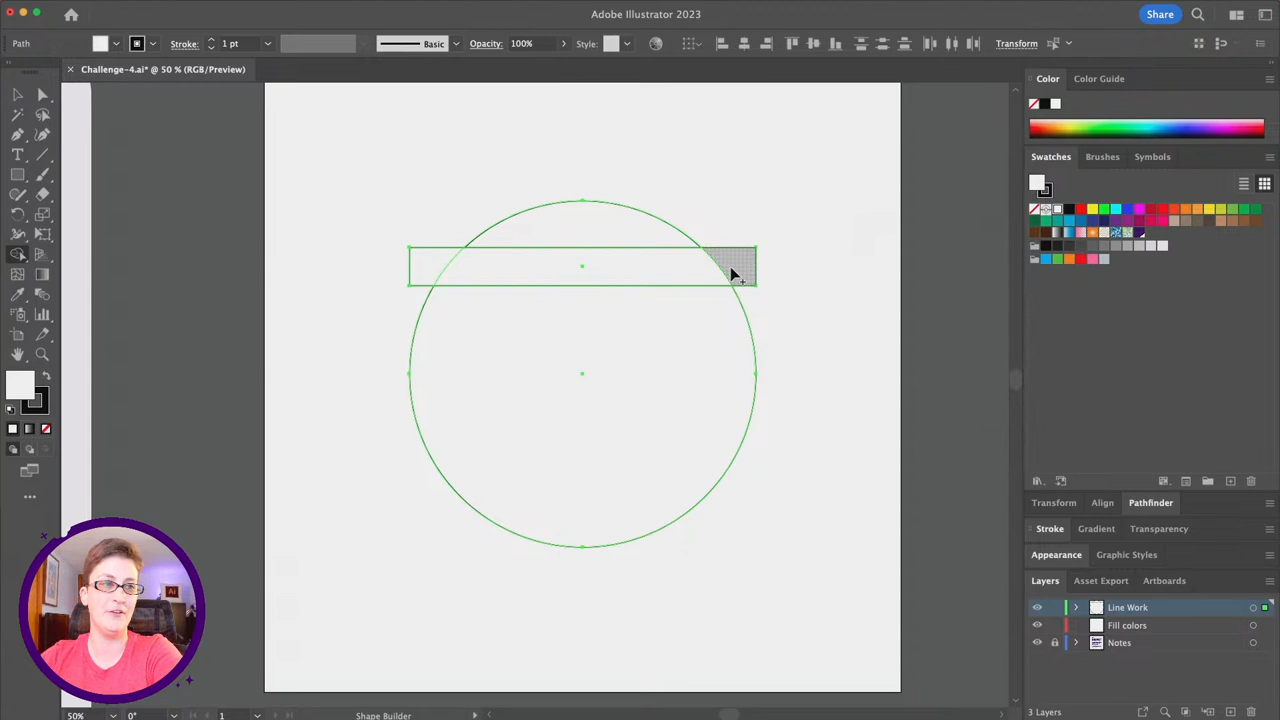 Adobe Illustrator 2023
Share
Path
Stroke:
1 pt
Basic
Opacity:
100%
Style:
Transform
× Challenge-4.ai* @ 50 % (RGB/Preview)
Color
Color Guide
Swatches
Brushes
Symbols
Transform
Align
Pathfinder
Stroke
Gradient
Transparency
Appearance
Graphic Styles
Layers
Asset Export
Artboards
Line Work
Fill colors
Notes
Ai
50%
0°
1
Shape Builder
3 Layers